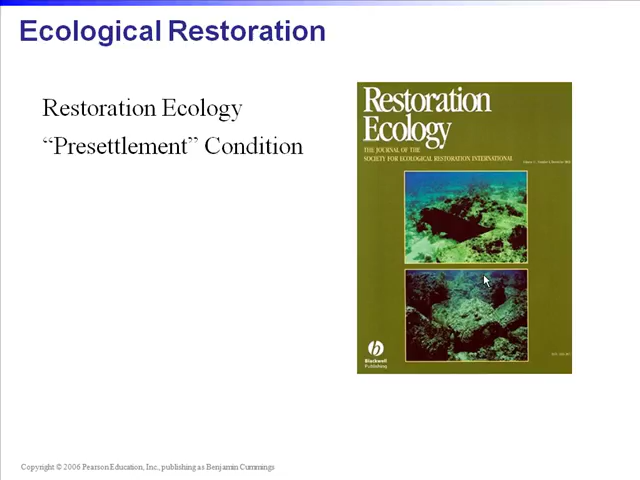 Ecological Restoration
Restoration Ecology
“Presettlement” Condition
Restoration
Ecology
THE JOURNAL OF THE
SOCIETY FOR ECOLOGICAL RESTORATION INTERNATIONAL
Blackwell
Publishing
Copyright © 2006 Pearson Education, Inc., publishing as Benjamin Cummings